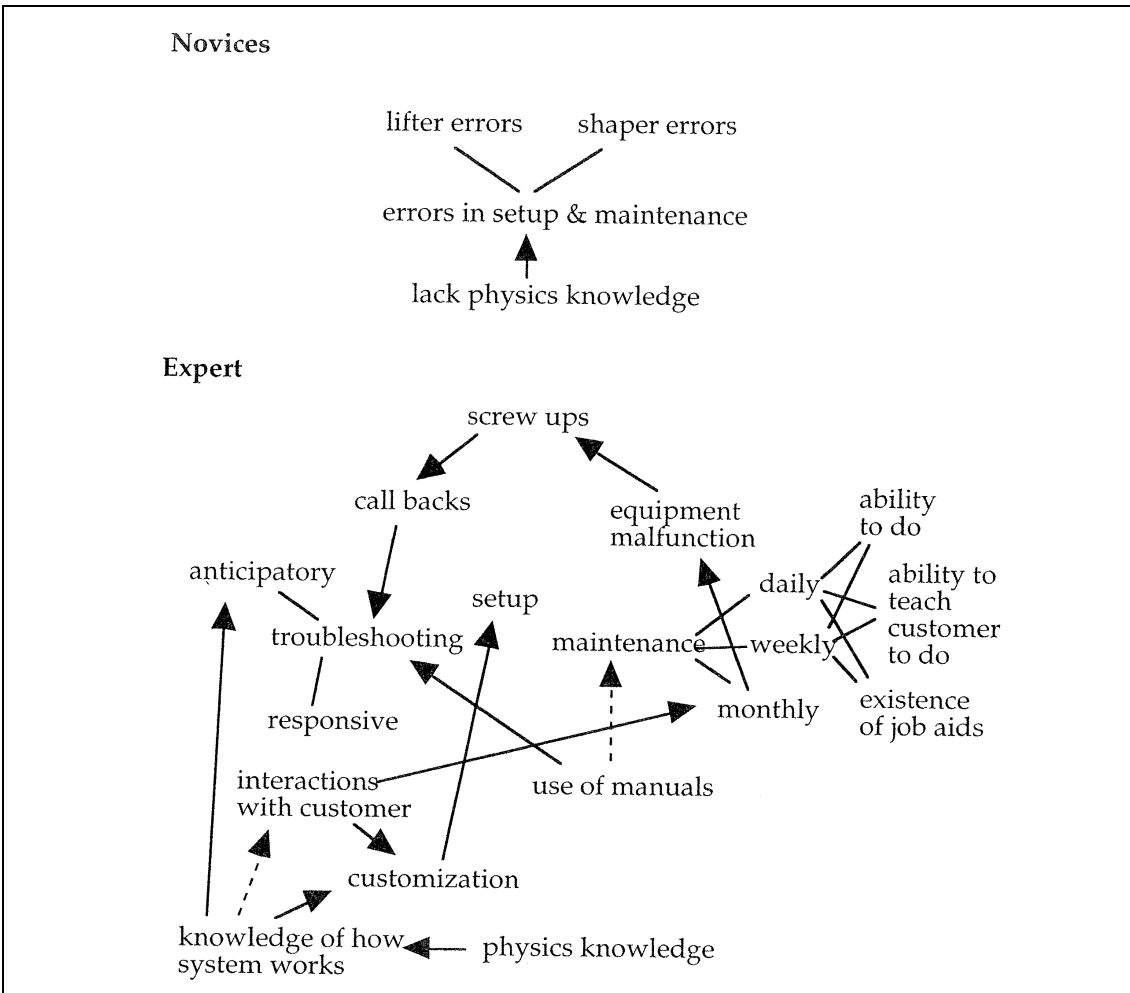 Novices
lifter errors
shaper errors
errors in setup & maintenance
lack physics knowledge
Expert
screw ups
call backs
equipment
malfunction
ability
to do
anticipatory
setup
daily
ability to
teach
customer
to do
troubleshooting
maintenance
weekly
responsive
monthly
existence
of job aids
interactions
with customer
use of manuals
customization
knowledge of how
system works
physics knowledge